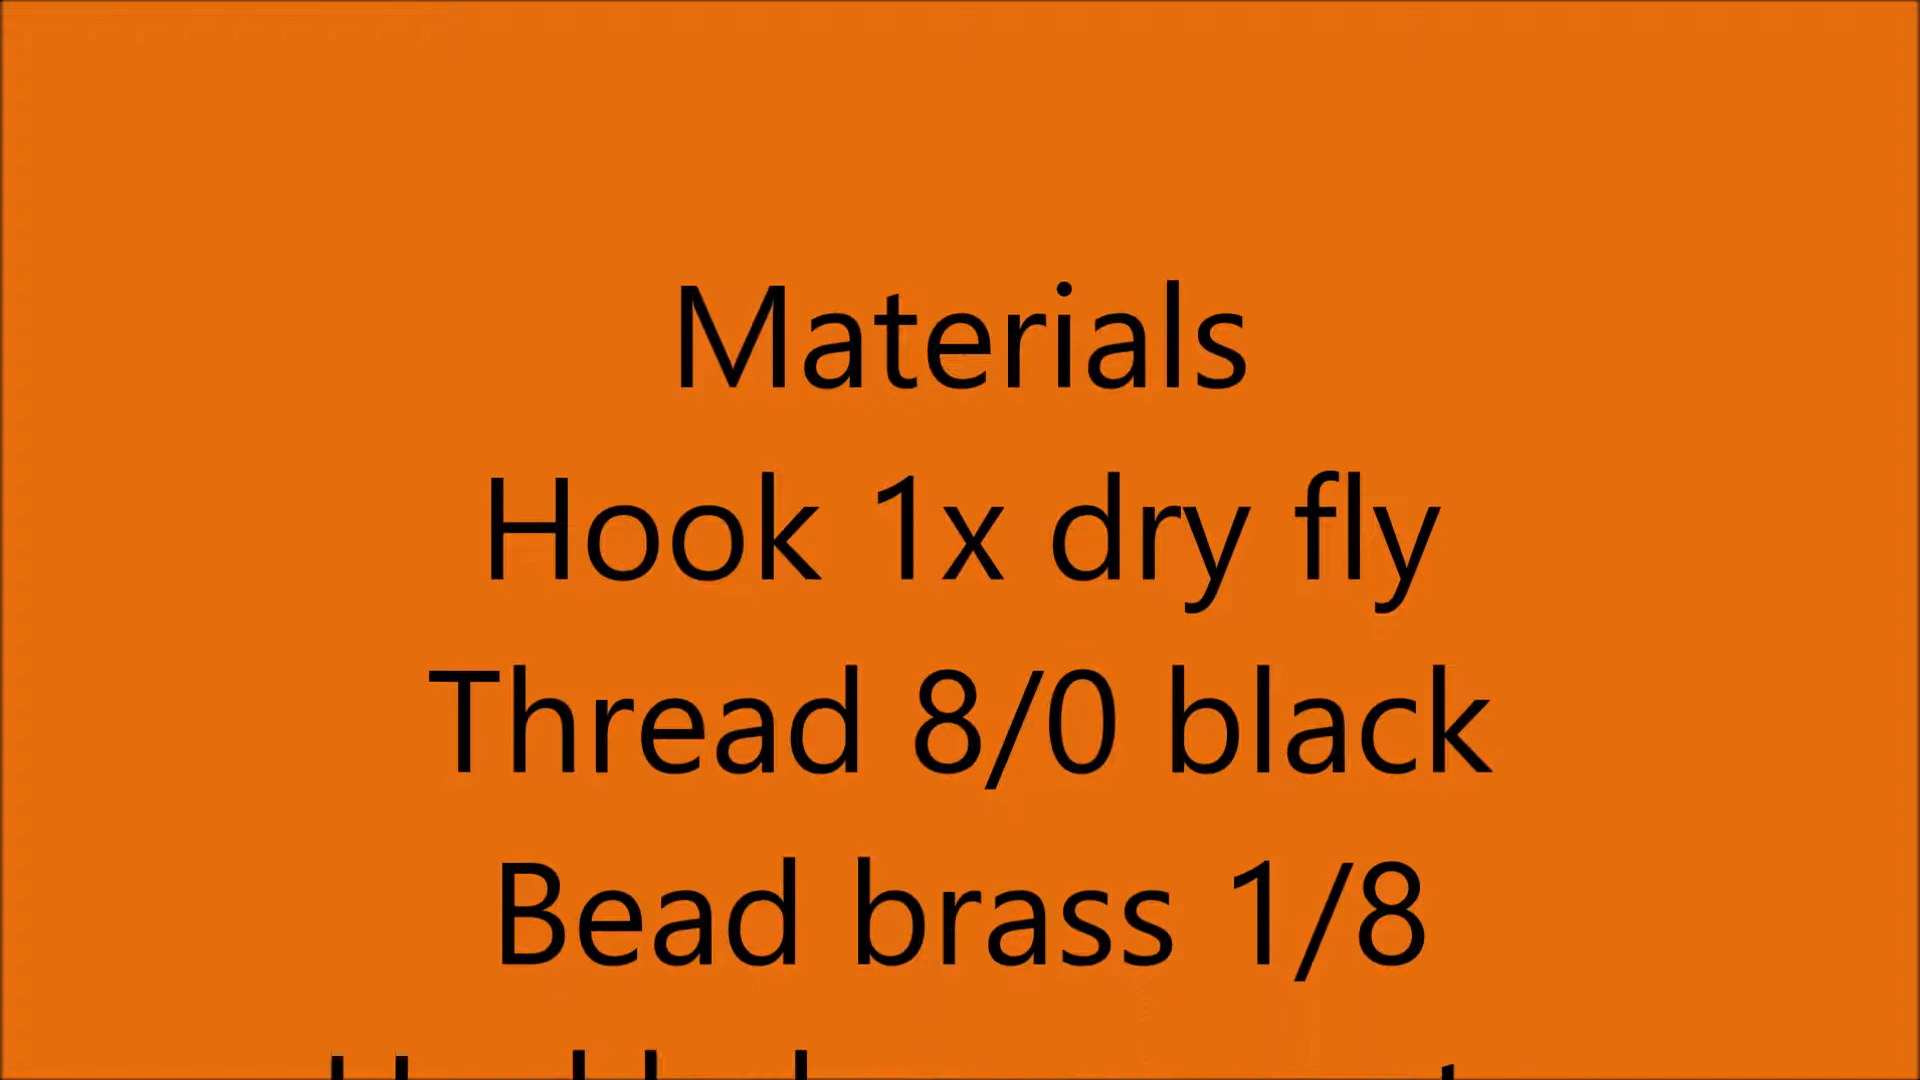 Materials
Hook 1x dry fly
Thread 8/0 black
Bead brass 1/8